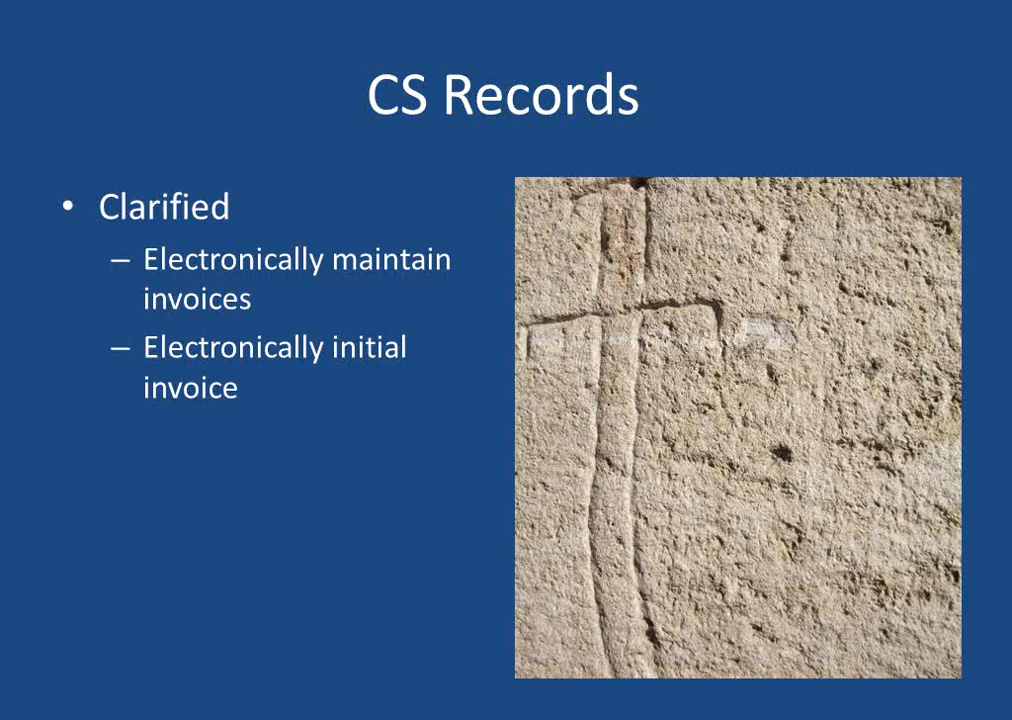 CS Records
• Clarified
– Electronically maintain
invoices
– Electronically initial
invoice